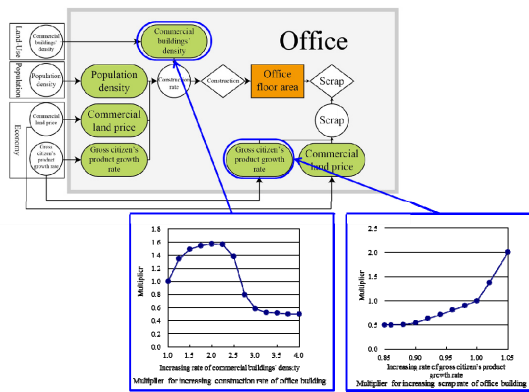 Land Use
Population
Economy
Commercial
buildings'
density
Population
density
Commercial
land price
Gross
citizen's
product
growth rate
Commercial
buildings'
density
Office
Population
density
Construction
rate
Construction
Office
floor area
Scrap
Commercial
land price
Scrap
Gross citizen's
product growth
rate
Gross citizen's
product growth rate
Commercial
land price
1.8
1.6
1.4
1.2
1.0
0.8
0.6
0.4
0.2
0.0
Multiplier
1.0 1.5 2.0 2.5 3.0 3.5 4.0
Increasing rate of commercial buildings' density
Multiplier for increasing construction rate of office building
2.5
2.0
1.5
1.0
0.5
0.0
Multiplier
0.85 0.90 0.95 1.00 1.05
Increasing rate of gross citizen's product
growth rate
Multiplier for increasing scrap rate of office building